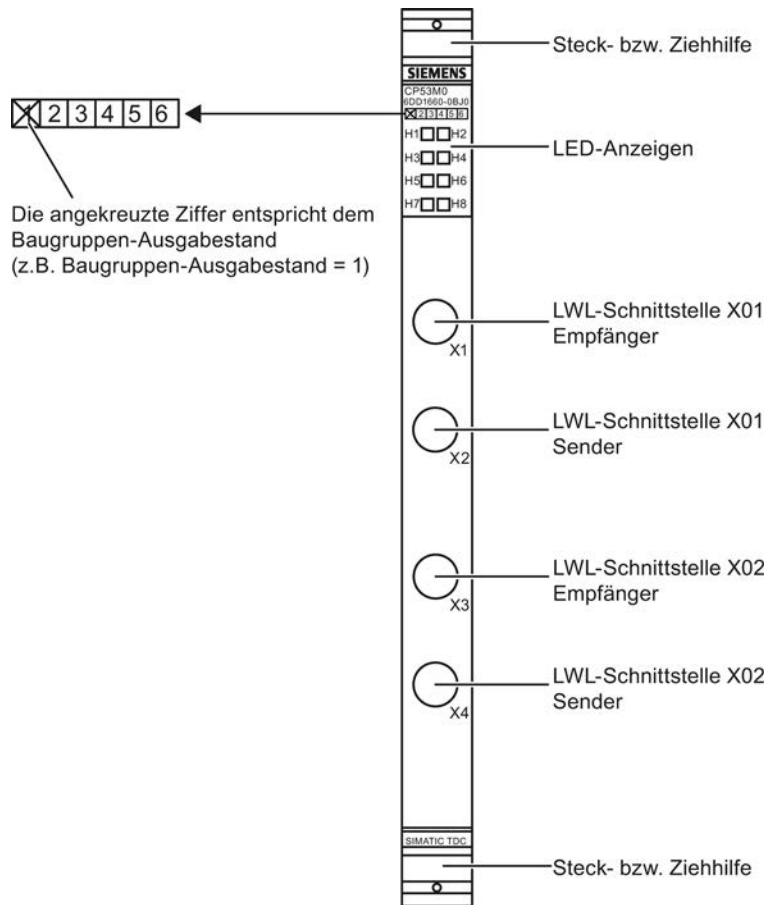 Steck- bzw. Ziehhilfe
SIEMENS
CP53M0
6DD1660-0BJ0
1 2 3 4 5 6
1 2 3 4 5 6
H1 H2
LED-Anzeigen
H3 H4
H5 H6
H7 H8
Die angekreuzte Ziffer entspricht dem
Baugruppen-Ausgabestand
(z.B. Baugruppen-Ausgabestand = 1)
LWL-Schnittstelle X01
Empfänger
X1
LWL-Schnittstelle X01
Sender
X2
LWL-Schnittstelle X02
Empfänger
X3
LWL-Schnittstelle X02
Sender
X4
SIMATIC TDC
Steck- bzw. Ziehhilfe